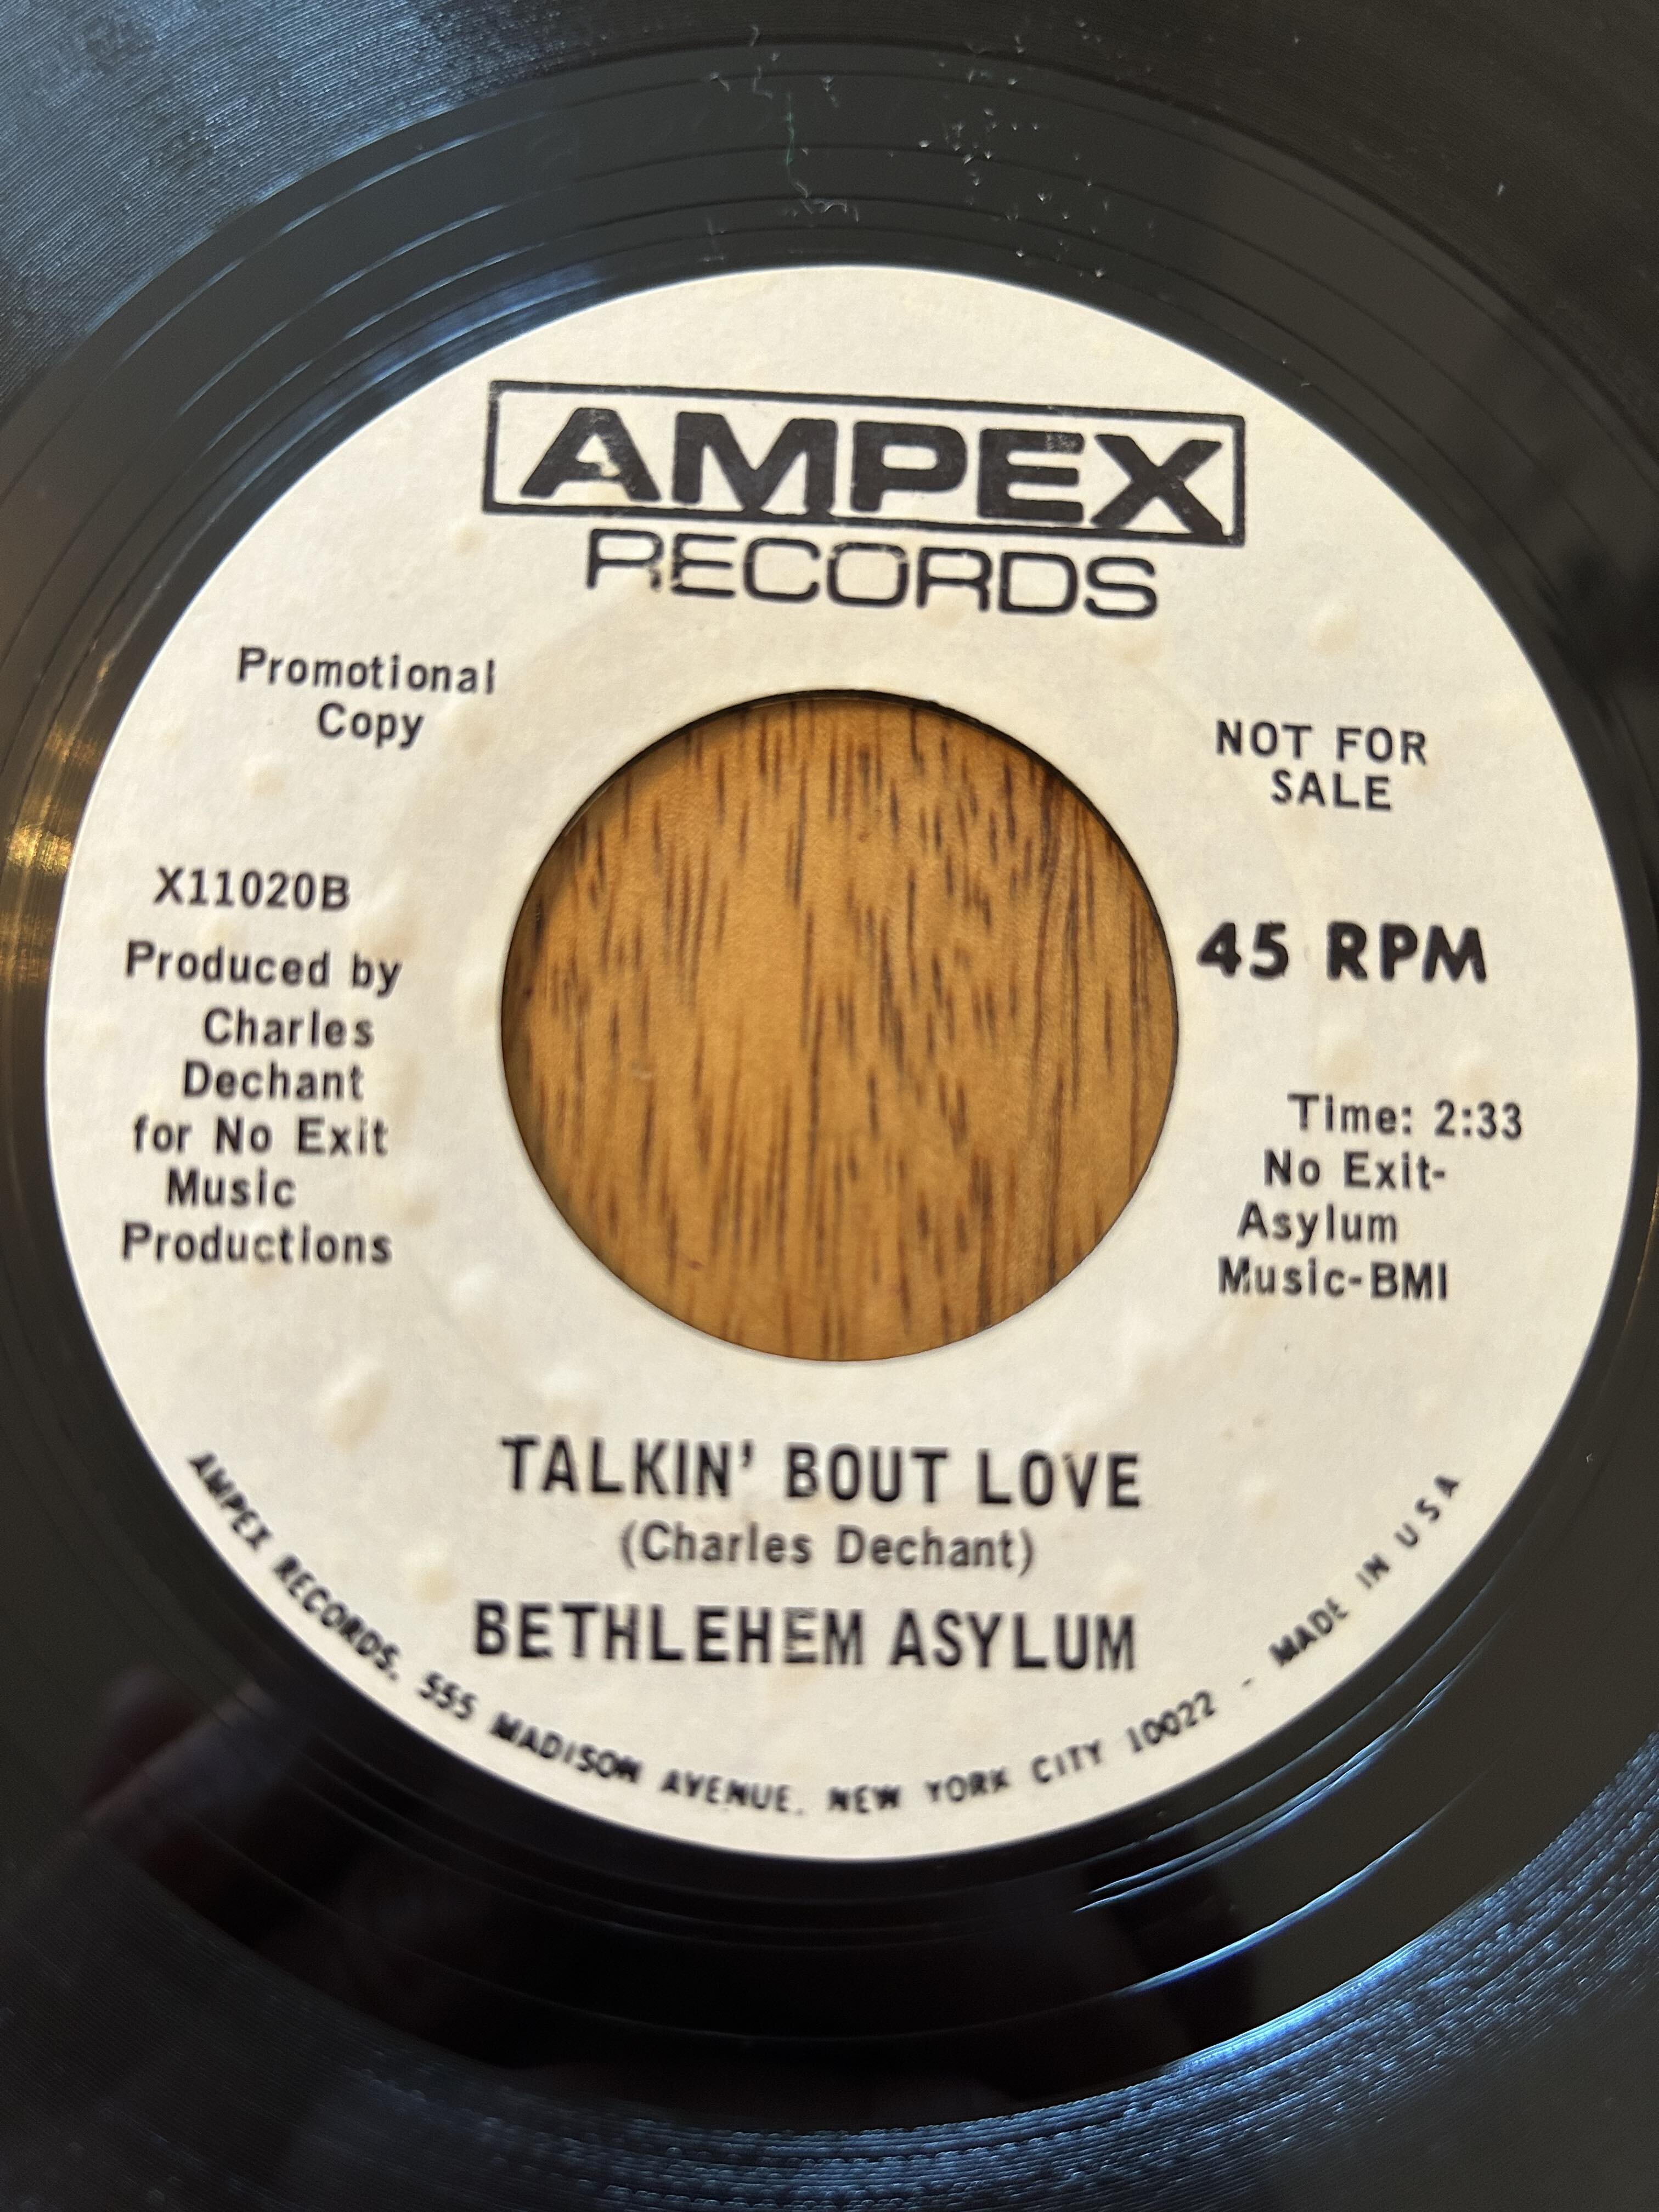 AMPEX
RECORDS
Promotional
Copy
NOT FOR
SALE
X11020B
45 RPM
Produced by
Charles
Dechant
for No Exit
Music
Productions
Time: 2:33
No Exit-
Asylum
Music-BMI
TALKIN' BOUT LOVE
(Charles Dechant)
BETHLEHEM ASYLUM
AMPEX RECORDS, 555 MADISON AVENUE, NEW YORK CITY 10022 - MADE IN USA